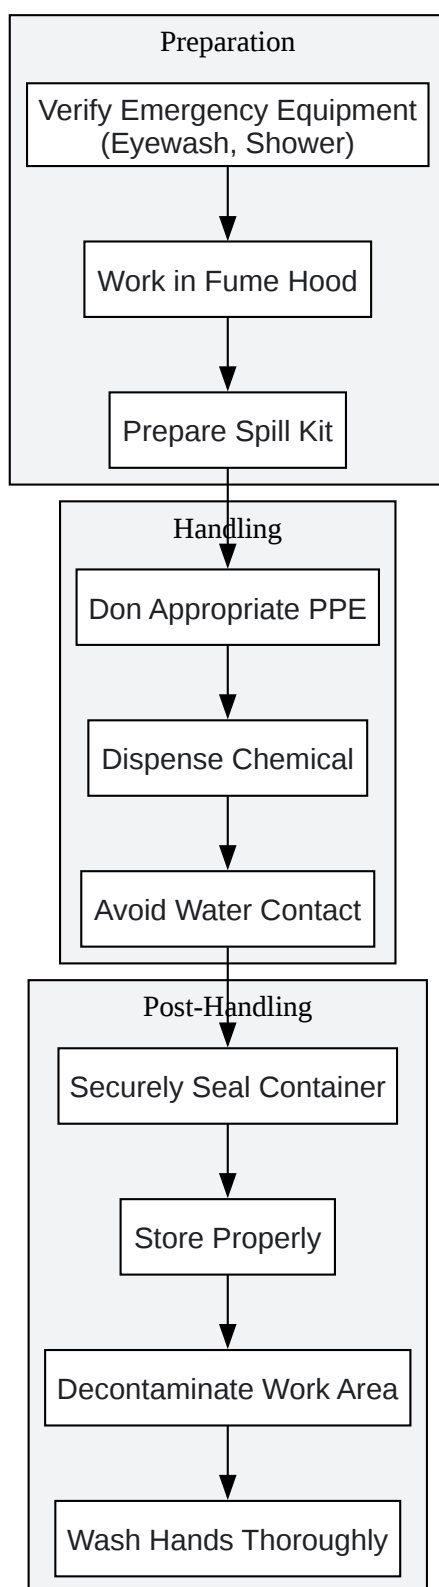 Preparation
Verify Emergency Equipment
(Eyewash, Shower)
Work in Fume Hood
Prepare Spill Kit
Handling
Don Appropriate PPE
Dispense Chemical
Avoid Water Contact
Post-Handling
Securely Seal Container
Store Properly
Decontaminate Work Area
Wash Hands Thoroughly